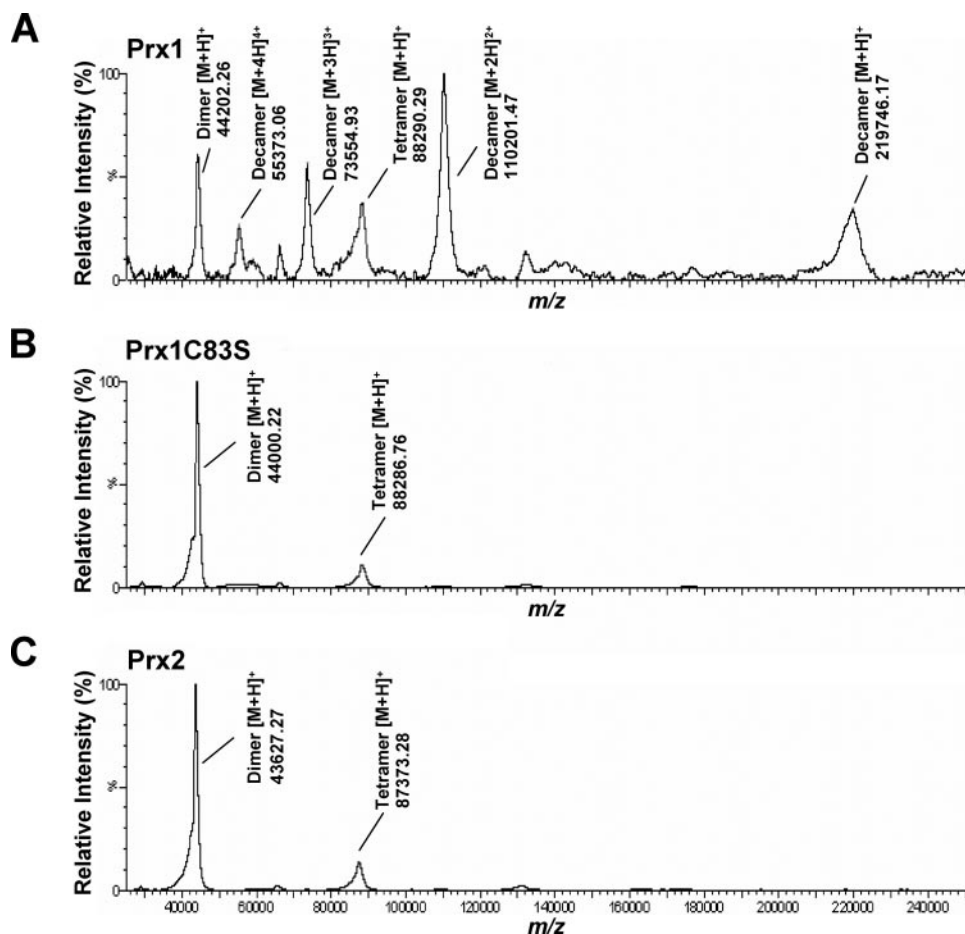 A
Prx1
Relative Intensity (%)
100
%
0
Dimer [M+H]⁺
44202.26
Decamer [M+4H]⁴⁺
55373.06
Decamer [M+3H]³⁺
73554.93
Tetramer [M+H]⁺
88290.29
Decamer [M+2H]²⁺
110201.47
Decamer [M+H]⁺
219746.17
m/z
B
Prx1C83S
Relative Intensity (%)
100
%
0
Dimer [M+H]⁺
44000.22
Tetramer [M+H]⁺
88286.76
m/z
C
Prx2
Relative Intensity (%)
100
%
0
Dimer [M+H]⁺
43627.27
Tetramer [M+H]⁺
87373.28
40000 60000 80000 100000 120000 140000 160000 180000 200000 220000 240000
m/z